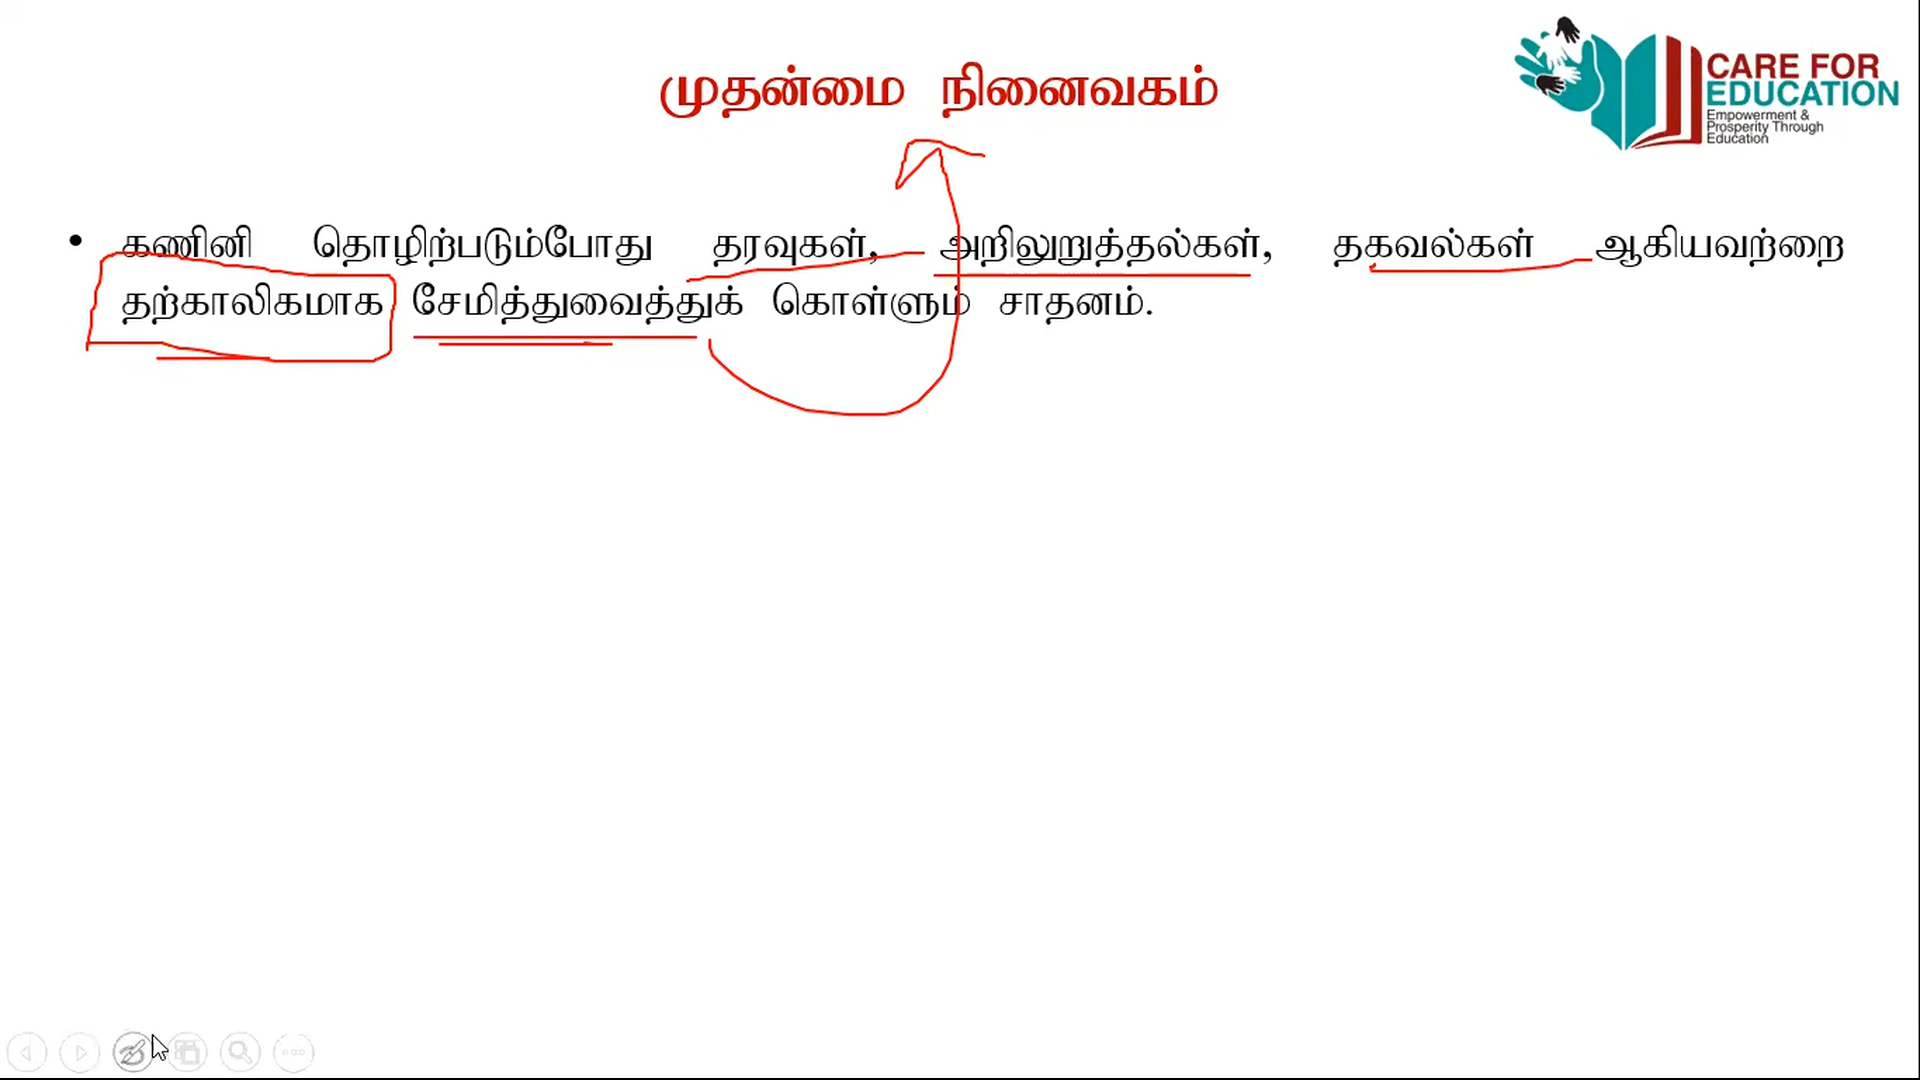 முதன்மை நினைவகம்
CARE FOR
EDUCATION
Empowerment &
Prosperity Through
Education
• கணினி தொழிற்படும்போது தரவுகள், அறிலுறுத்தல்கள், தகவல்கள் ஆகியவற்றை
தற்காலிகமாக சேமித்துவைத்துக் கொள்ளும் சாதனம்.